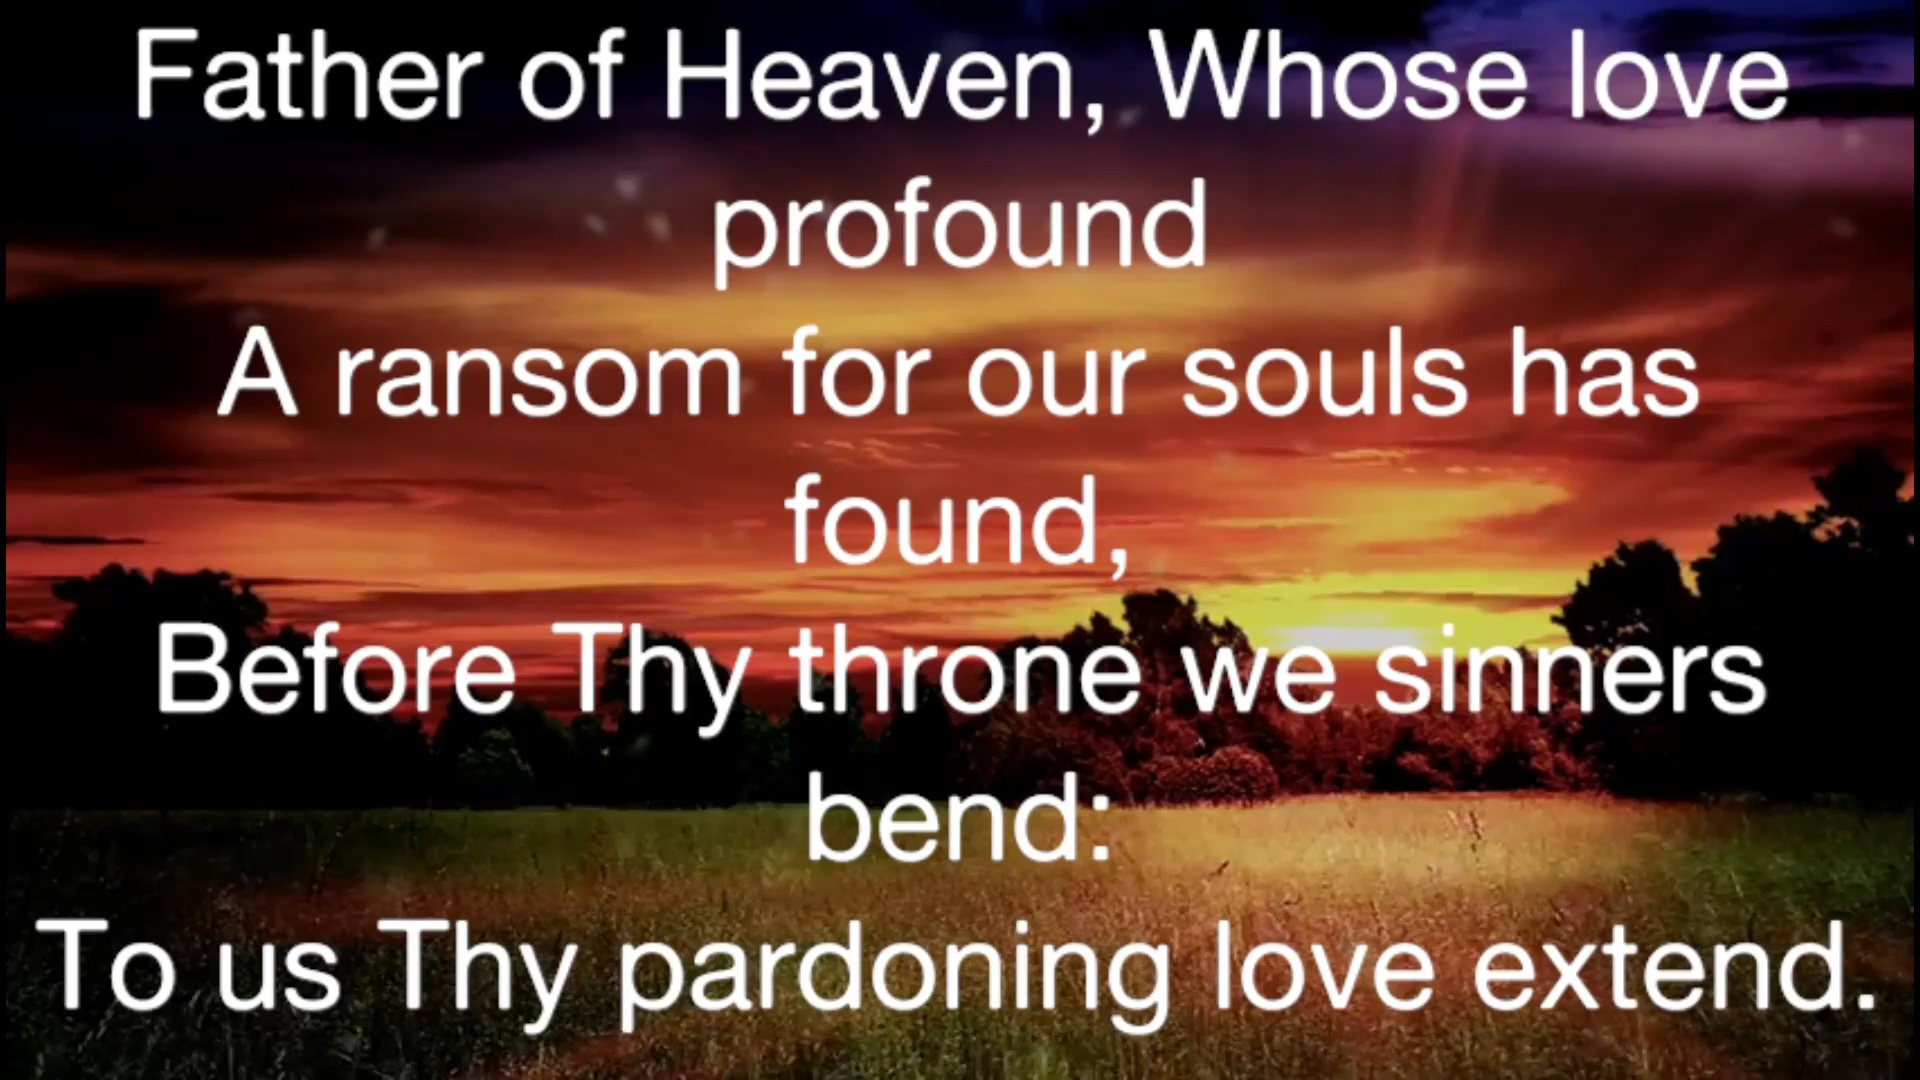 Father of Heaven, Whose love
profound
A ransom for our souls has
found,
Before Thy throne we sinners
bend:
To us Thy pardoning love extend.